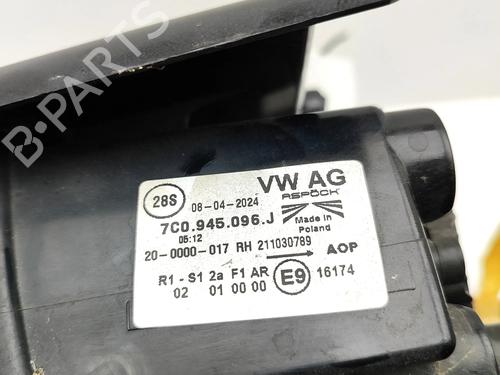 B-PARTS
28S
08-04-2024
VW AG
ASPÖCK
7C0.945.096.J
05:12
Made in
Poland
20-0000-017 RH 211030789
AOP
R1 - S1 2a F1 AR
02 01 00 00
E9 16174